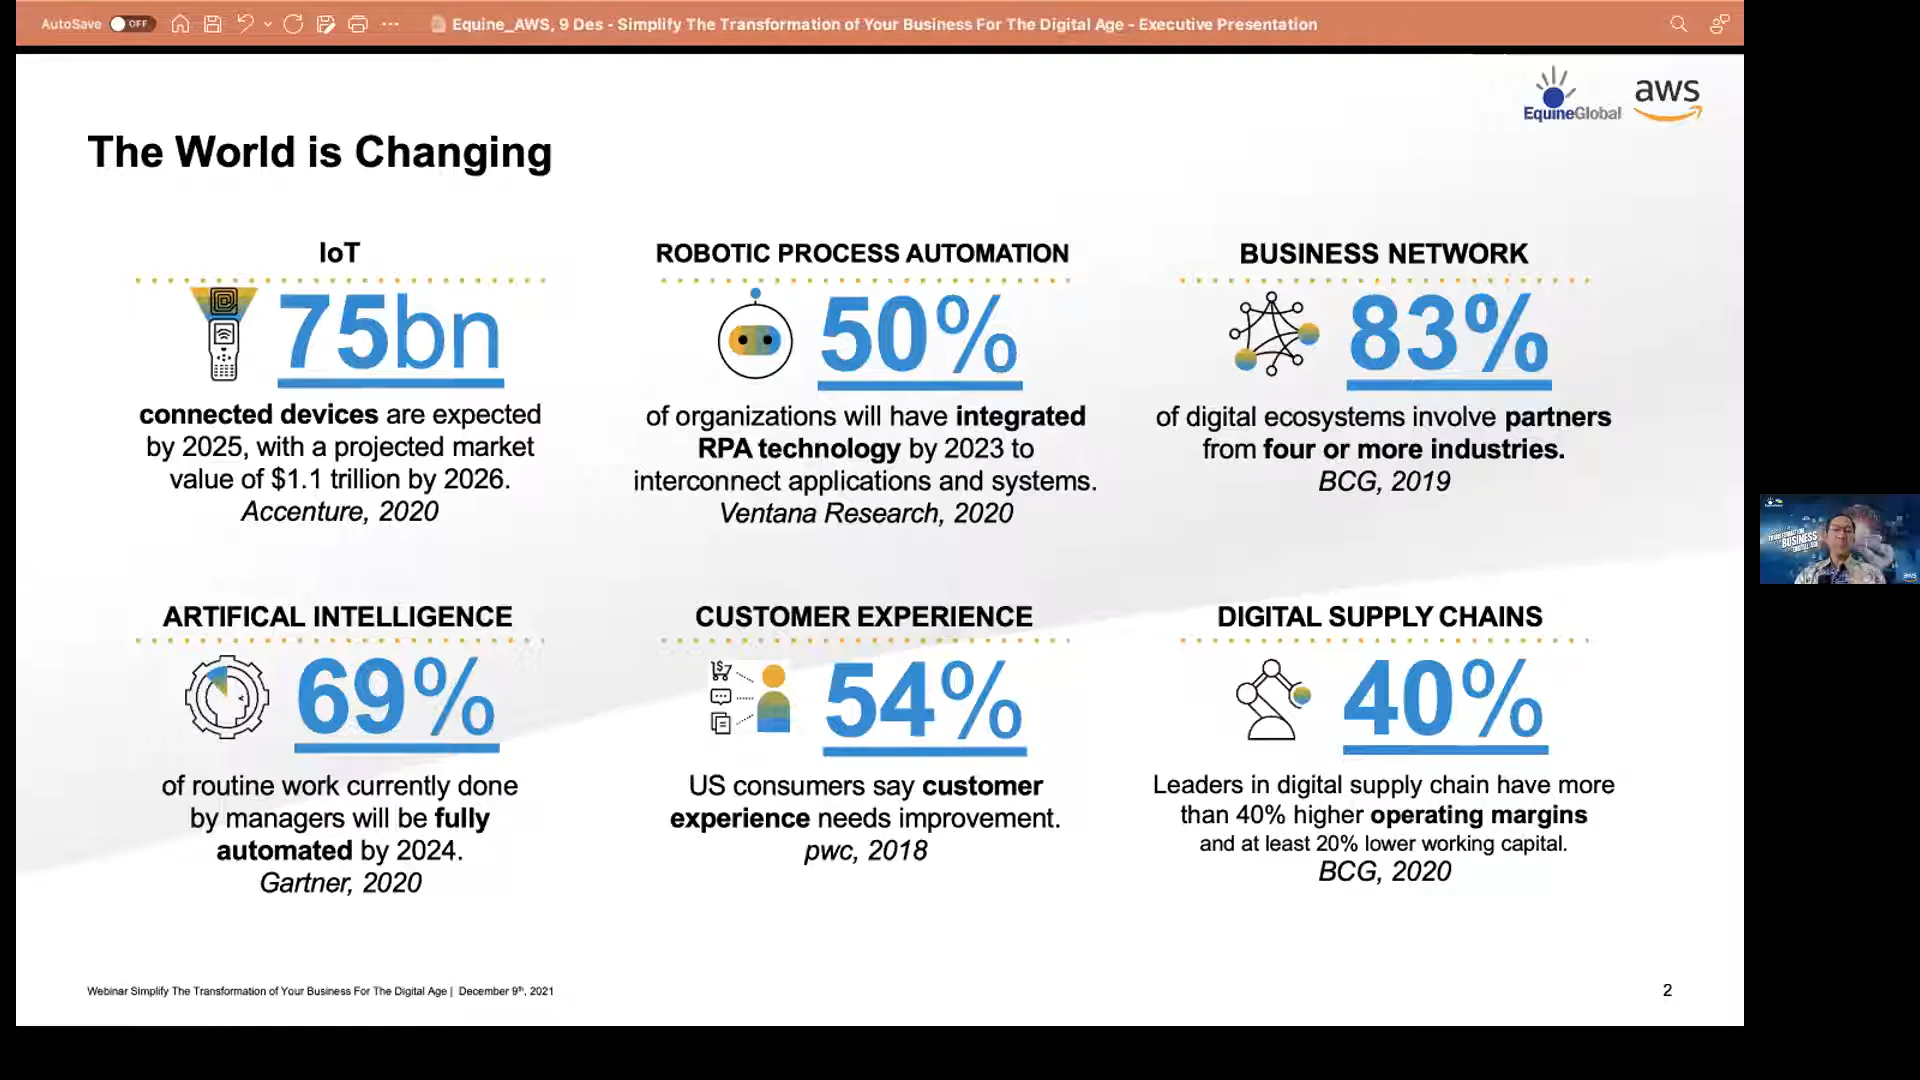 AutoSave OFF
Equine_AWS, 9 Des - Simplify The Transformation of Your Business For The Digital Age - Executive Presentation
EquineGlobal
aws
The World is Changing
IoT
75bn
connected devices are expected
by 2025, with a projected market
value of $1.1 trillion by 2026.
Accenture, 2020
ROBOTIC PROCESS AUTOMATION
50%
of organizations will have integrated
RPA technology by 2023 to
interconnect applications and systems.
Ventana Research, 2020
BUSINESS NETWORK
83%
of digital ecosystems involve partners
from four or more industries.
BCG, 2019
ARTIFICAL INTELLIGENCE
69%
of routine work currently done
by managers will be fully
automated by 2024.
Gartner, 2020
CUSTOMER EXPERIENCE
54%
US consumers say customer
experience needs improvement.
pwc, 2018
DIGITAL SUPPLY CHAINS
40%
Leaders in digital supply chain have more
than 40% higher operating margins
and at least 20% lower working capital.
BCG, 2020
Webinar Simplify The Transformation of Your Business For The Digital Age | December 9th, 2021
2
TRANSFORMATION
BUSINESS
DIGITAL AGE
aws